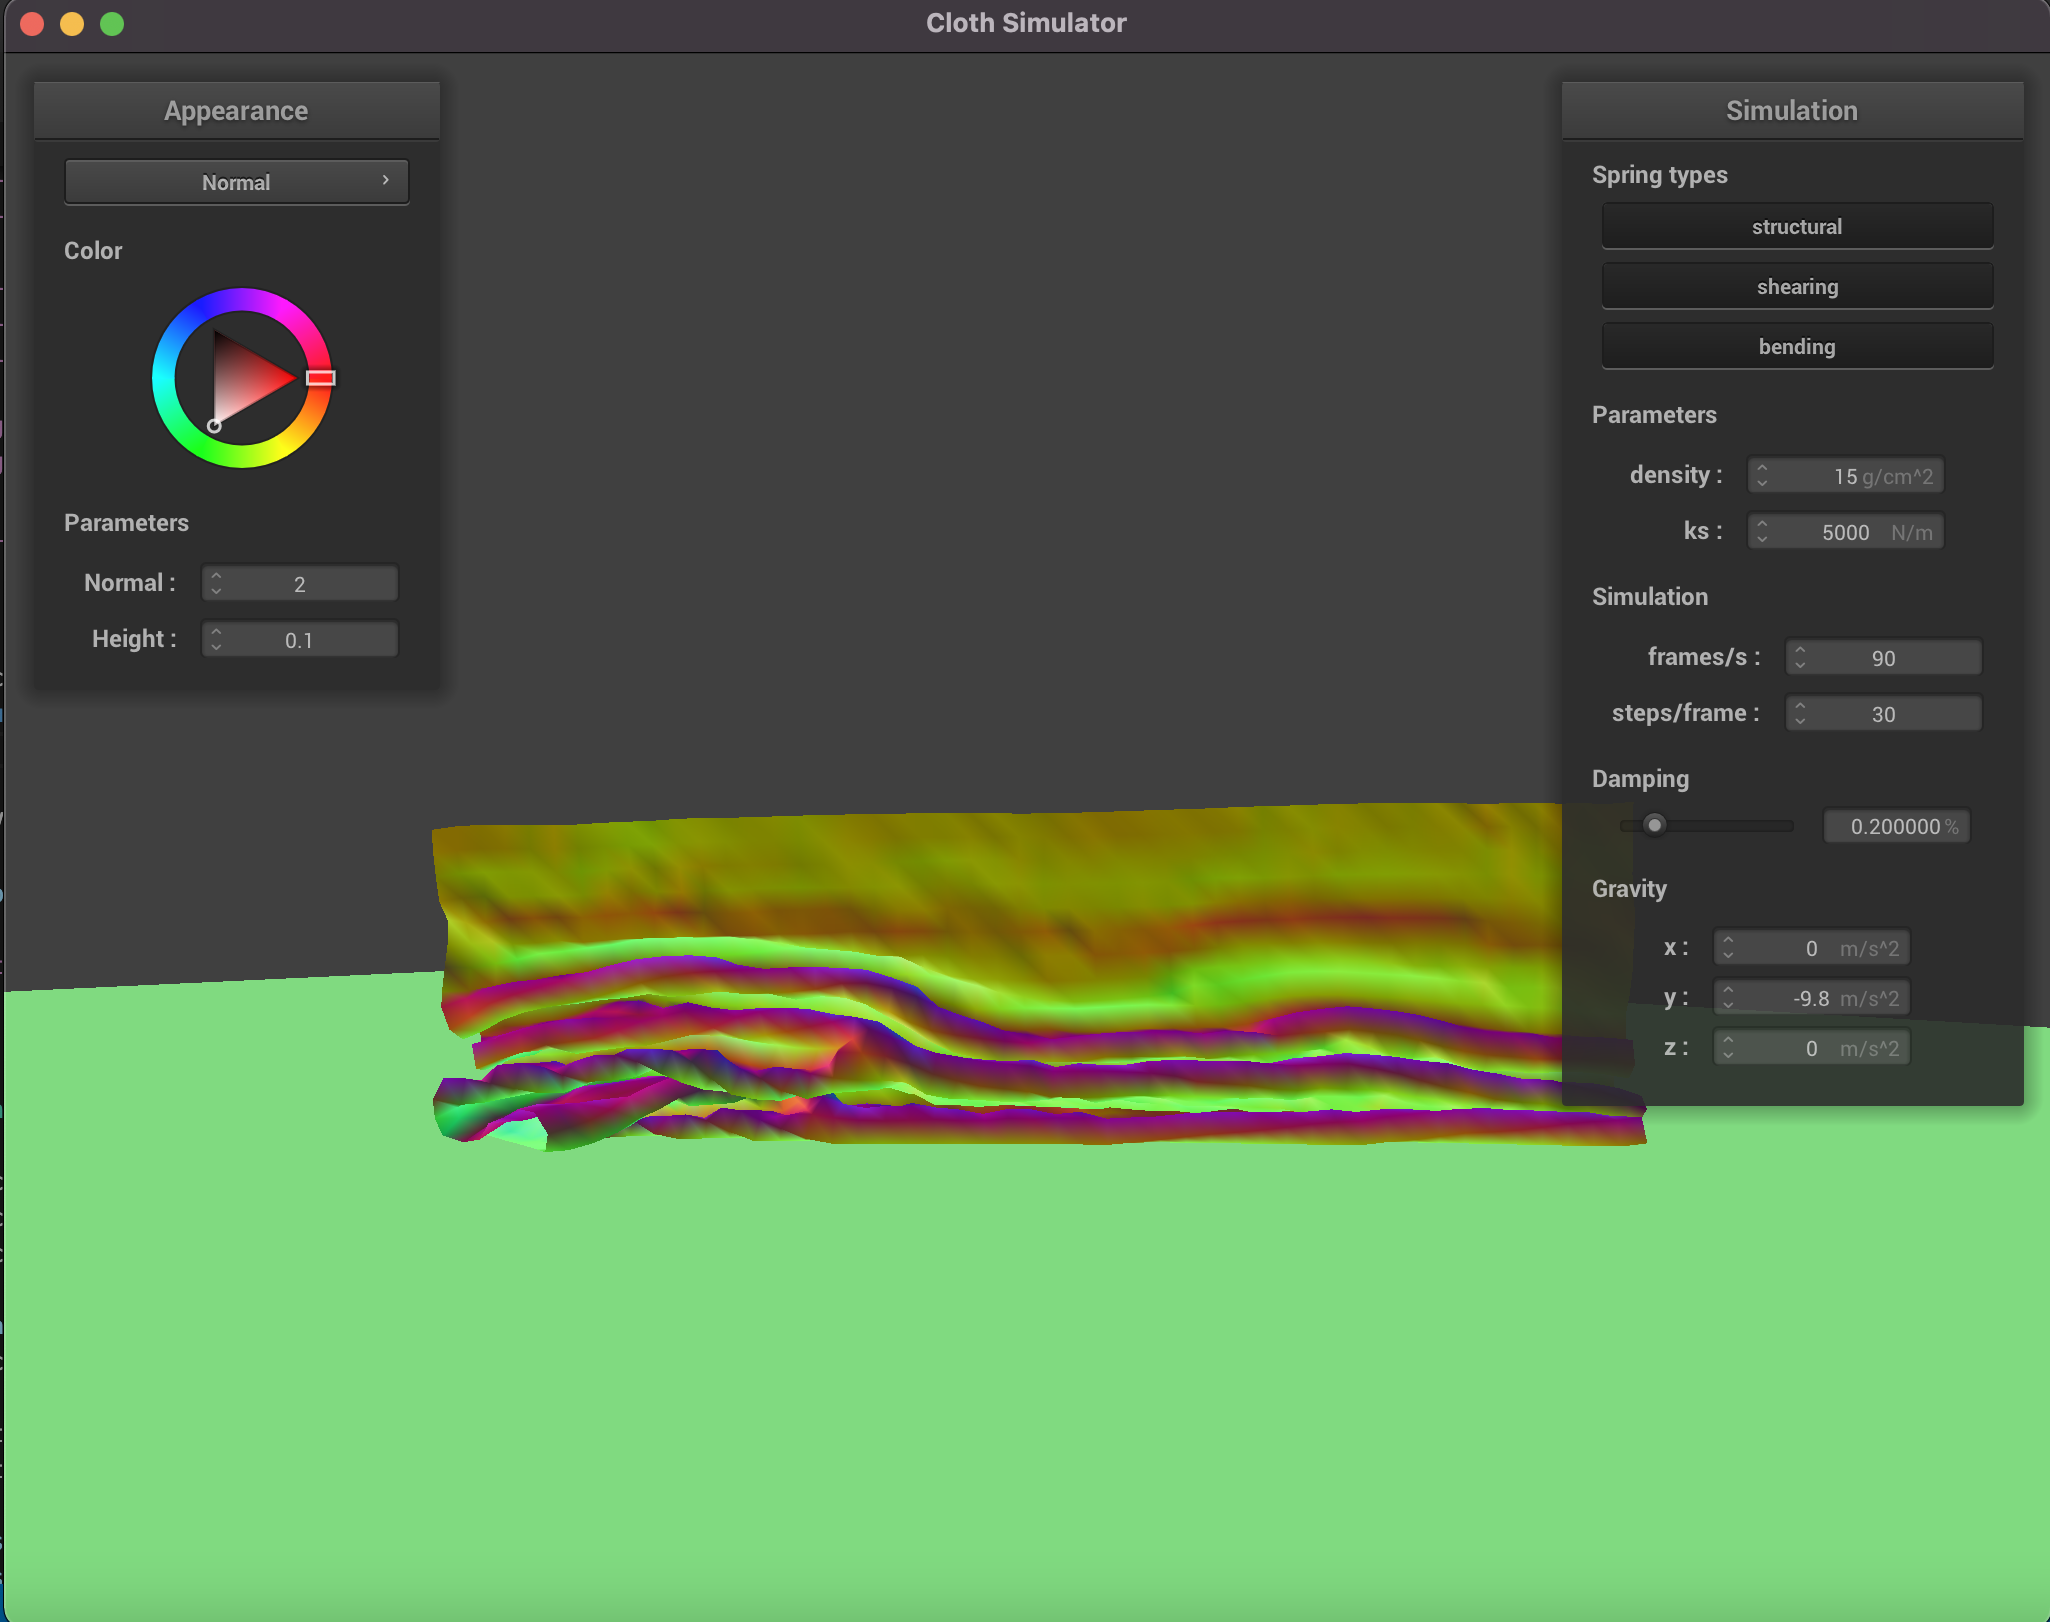 Cloth Simulator
Appearance
Normal
Color
Parameters
Normal : 2
Height : 0.1
Simulation
Spring types
structural
shearing
bending
Parameters
density : 15 g/cm^2
ks : 5000 N/m
Simulation
frames/s : 90
steps/frame : 30
Damping
0.200000 %
Gravity
x : 0 m/s^2
y : -9.8 m/s^2
z : 0 m/s^2